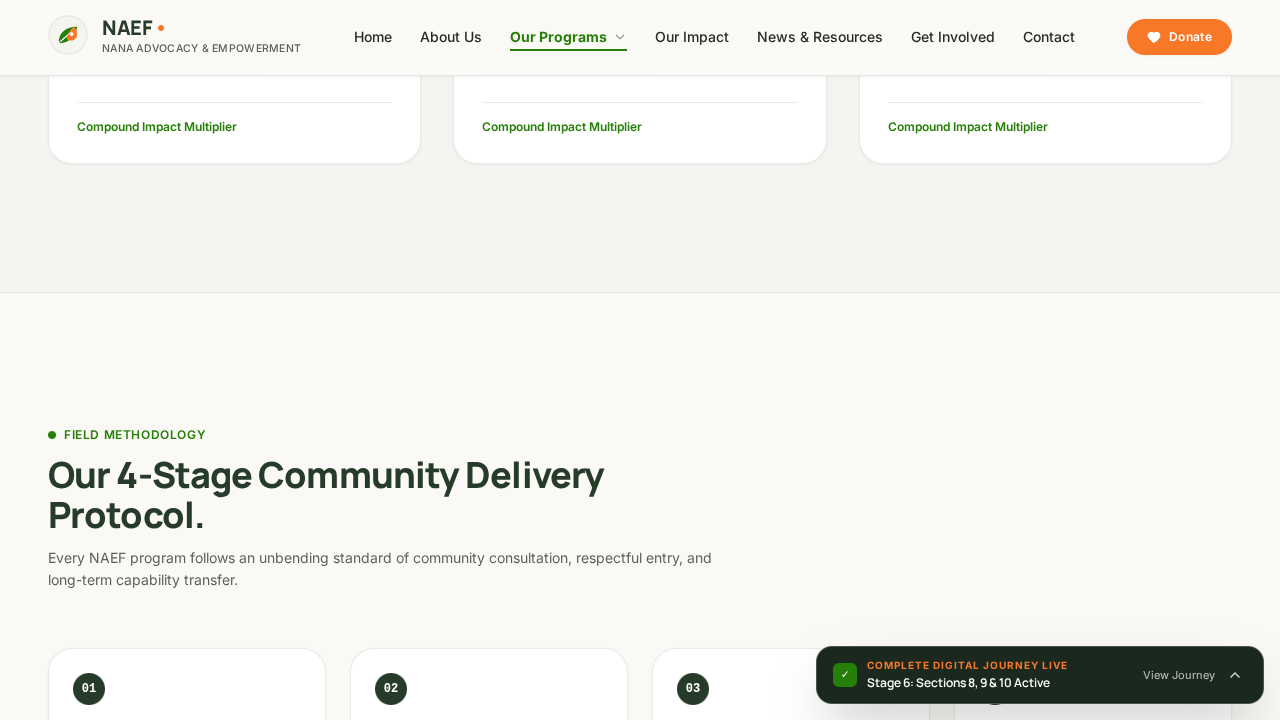 NAEF
NANA ADVOCACY & EMPOWERMENT
Home
About Us
Our Programs
Our Impact
News & Resources
Get Involved
Contact
Donate
Compound Impact Multiplier
Compound Impact Multiplier
Compound Impact Multiplier
FIELD METHODOLOGY
Our 4-Stage Community Delivery
Protocol.
Every NAEF program follows an unbending standard of community consultation, respectful entry, and
long-term capability transfer.
01
02
03
✓
COMPLETE DIGITAL JOURNEY LIVE
Stage 6: Sections 8, 9 & 10 Active
View Journey